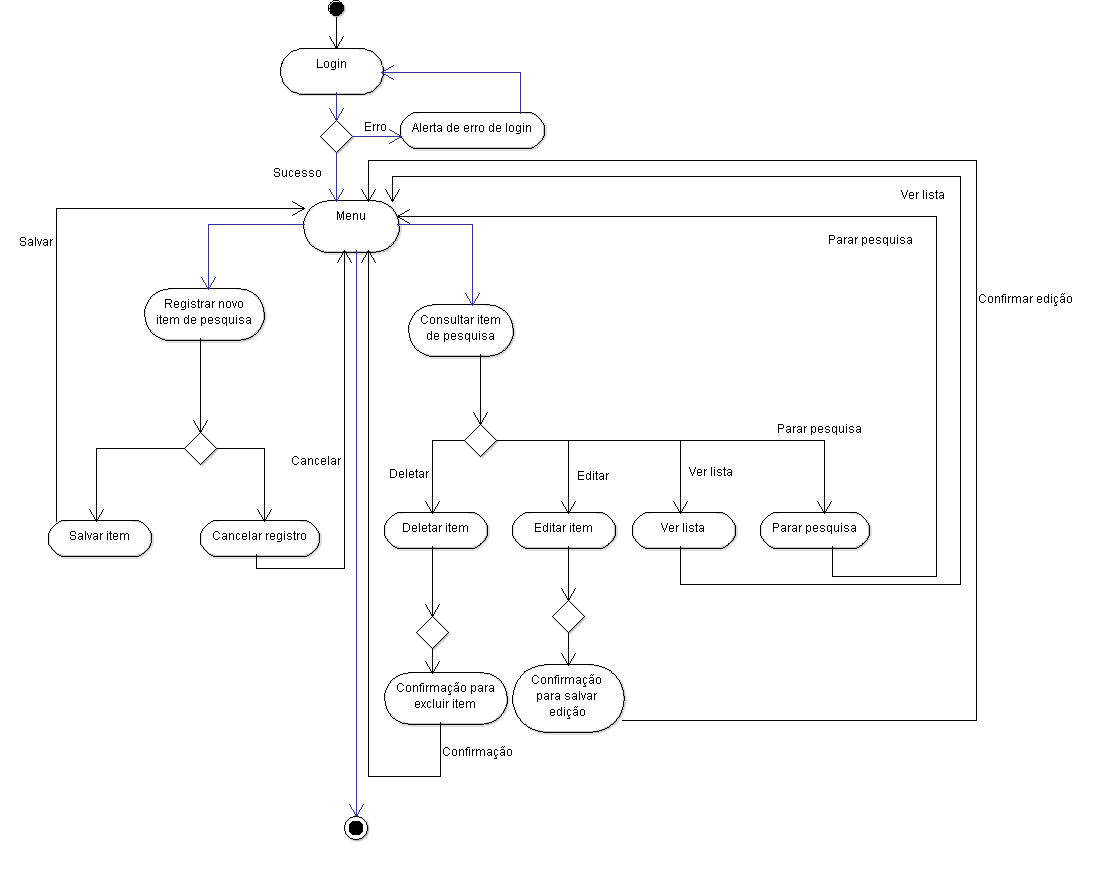 Login
Erro
Alerta de erro de login
Sucesso
Ver lista
Menu
Salvar
Parar pesquisa
Confirmar edição
Registrar novo
item de pesquisa
Consultar item
de pesquisa
Parar pesquisa
Cancelar
Deletar
Editar
Ver lista
Salvar item
Cancelar registro
Deletar item
Editar item
Ver lista
Parar pesquisa
Confirmação para
excluir item
Confirmação
para salvar
edição
Confirmação